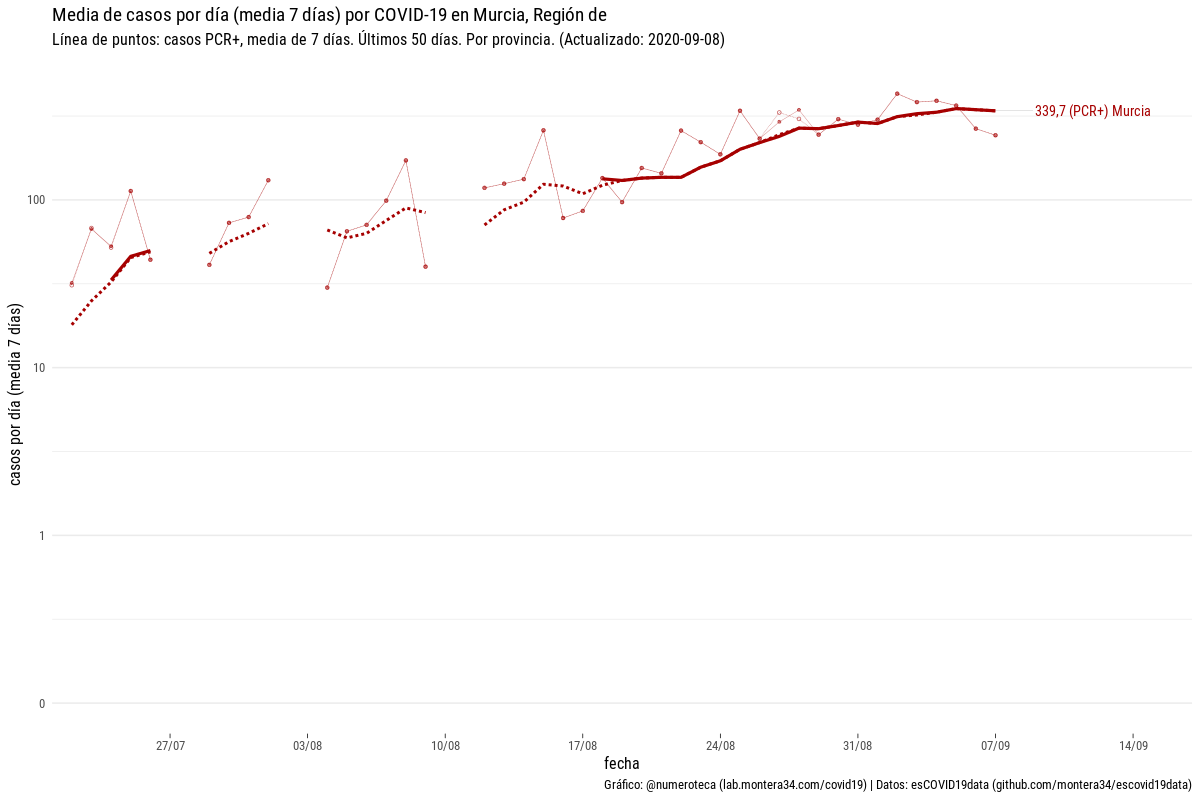 Media de casos por día (media 7 días) por COVID-19 en Murcia, Región de
Línea de puntos: casos PCR+, media de 7 días. Últimos 50 días. Por provincia. (Actualizado: 2020-09-08)
339,7 (PCR+) Murcia
casos por día (media 7 días)
100
10
1
0
27/07
03/08
10/08
17/08
24/08
31/08
07/09
14/09
fecha
Gráfico: @numeroteca (lab.montera34.com/covid19) | Datos: esCOVID19data (github.com/montera34/escovid19data)